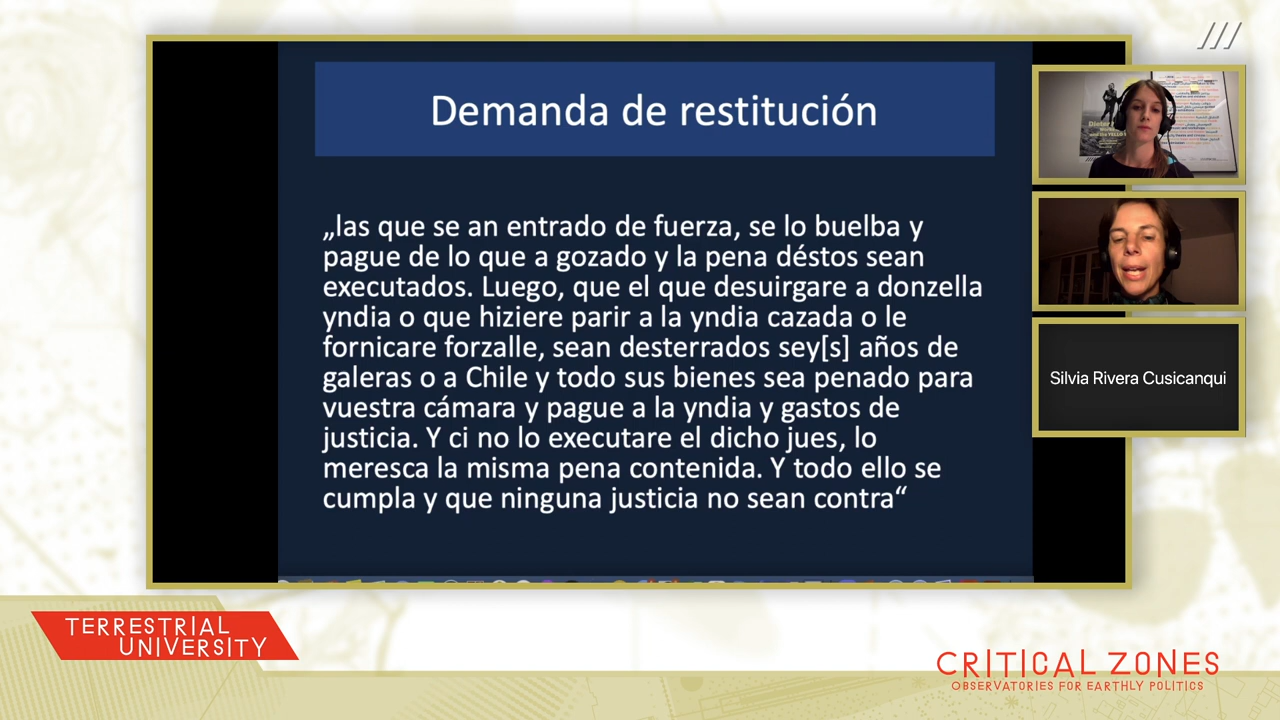 Demanda de restitución
„las que se an entrado de fuerza, se lo buelba y
pague de lo que a gozado y la pena déstos sean
executados. Luego, que el que desuirgare a donzella
yndia o que hiziere parir a la yndia cazada o le
fornicare forzalle, sean desterrados sey[s] años de
galeras o a Chile y todo sus bienes sea penado para
vuestra cámara y pague a la yndia y gastos de
justicia. Y ci no lo executare el dicho jues, lo
meresca la misma pena contenida. Y todo ello se
cumpla y que ninguna justicia no sean contra“
Silvia Rivera Cusicanqui
TERRESTRIAL
UNIVERSITY
CRITICAL ZONES
OBSERVATORIES FOR EARTHLY POLITICS